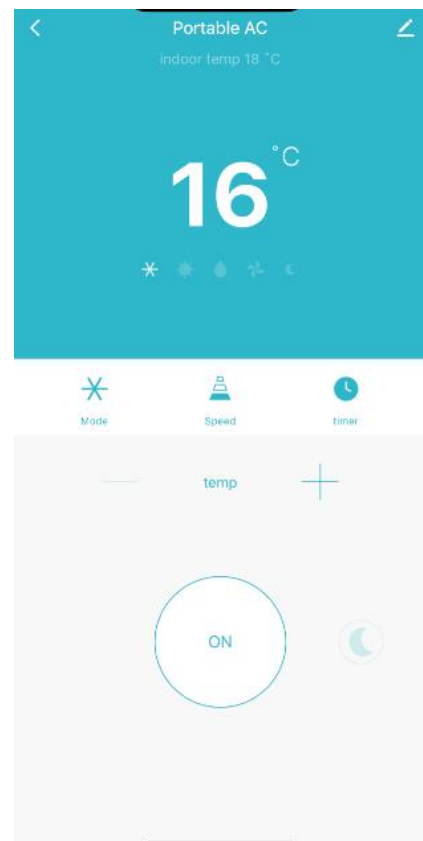 Portable AC
indoor temp 18 °C
16 °C
Mode Speed timer
temp
ON